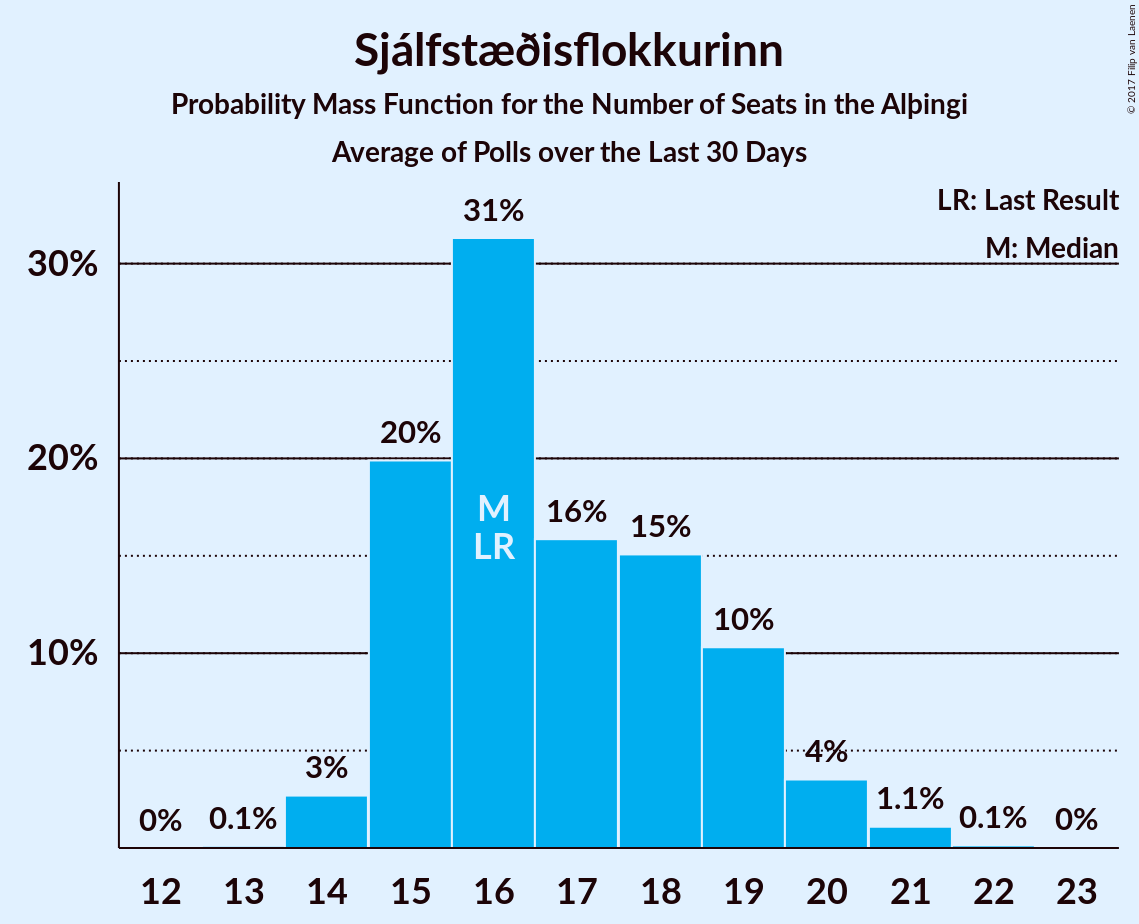 Sjálfstæðisflokkurinn
Probability Mass Function for the Number of Seats in the Alþingi
Average of Polls over the Last 30 Days
© 2017 Filip van Laenen
LR: Last Result
M: Median
30%
20%
10%
0%
0.1%
3%
20%
31%
M
LR
16%
15%
10%
4%
1.1%
0.1%
0%
12 13 14 15 16 17 18 19 20 21 22 23